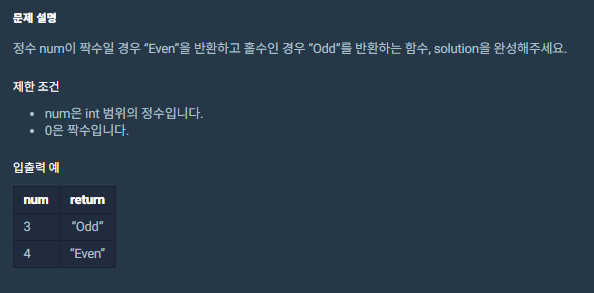 문제 설명
정수 num이 짝수일 경우 “Even”을 반환하고 홀수인 경우 “Odd”를 반환하는 함수, solution을 완성해주세요.
제한 조건
• num은 int 범위의 정수입니다.
• 0은 짝수입니다.
입출력 예
num return
3 “Odd”
4 “Even”